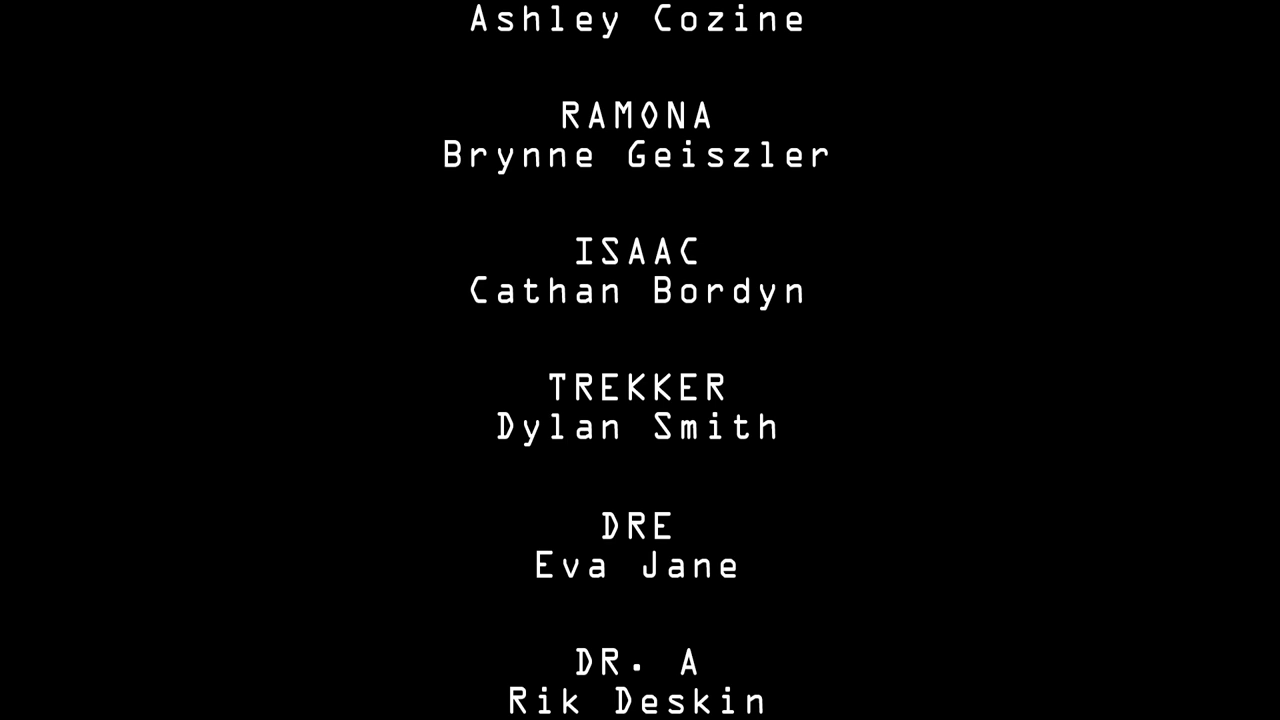 Ashley Cozine
RAMONA
Brynne Geiszler
ISAAC
Cathan Bordyn
TREKKER
Dylan Smith
DRE
Eva Jane
DR. A
Rik Deskin